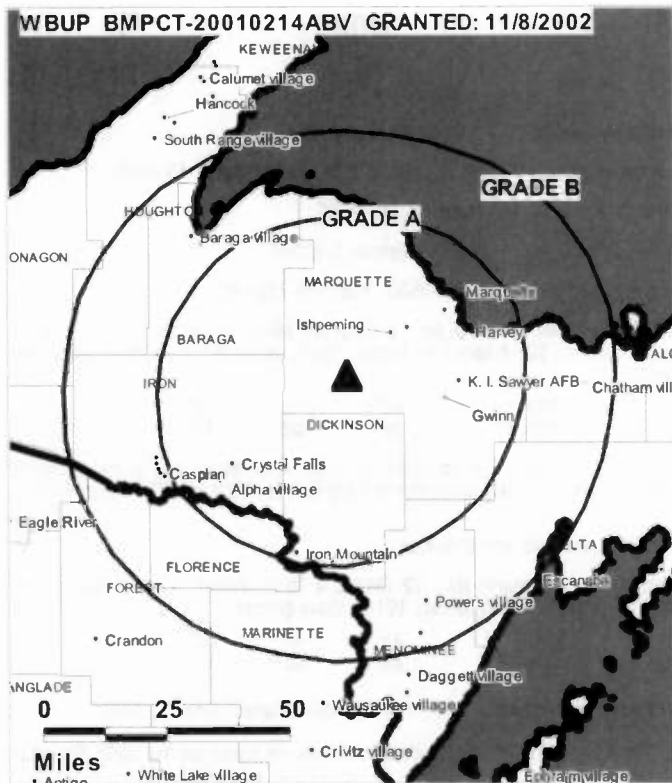 WBUP BMPCT-20010214ABV GRANTED: 11/8/2002
KEWEENAW
Calumet village
Hancock
South Range village
GRADE B
HOUGHTON
GRADE A
Baraga village
ONAGON
MARQUETTE
Marquette
Ishpeming
Harvey
BARAGA
ALG
IRON
K. I. Sawyer AFB
Chatham vill
Gwinn
DICKINSON
Crystal Falls
Caspian
Alpha village
Eagle River
Iron Mountain
ELTA
FLORENCE
Escanaba
FOREST
Powers village
MARINETTE
Crandon
MENOMINEE
Daggett village
ANGLADE
Wausaukee village
0 25 50
Crivitz village
Miles
Antigo
White Lake village
Ephraim village